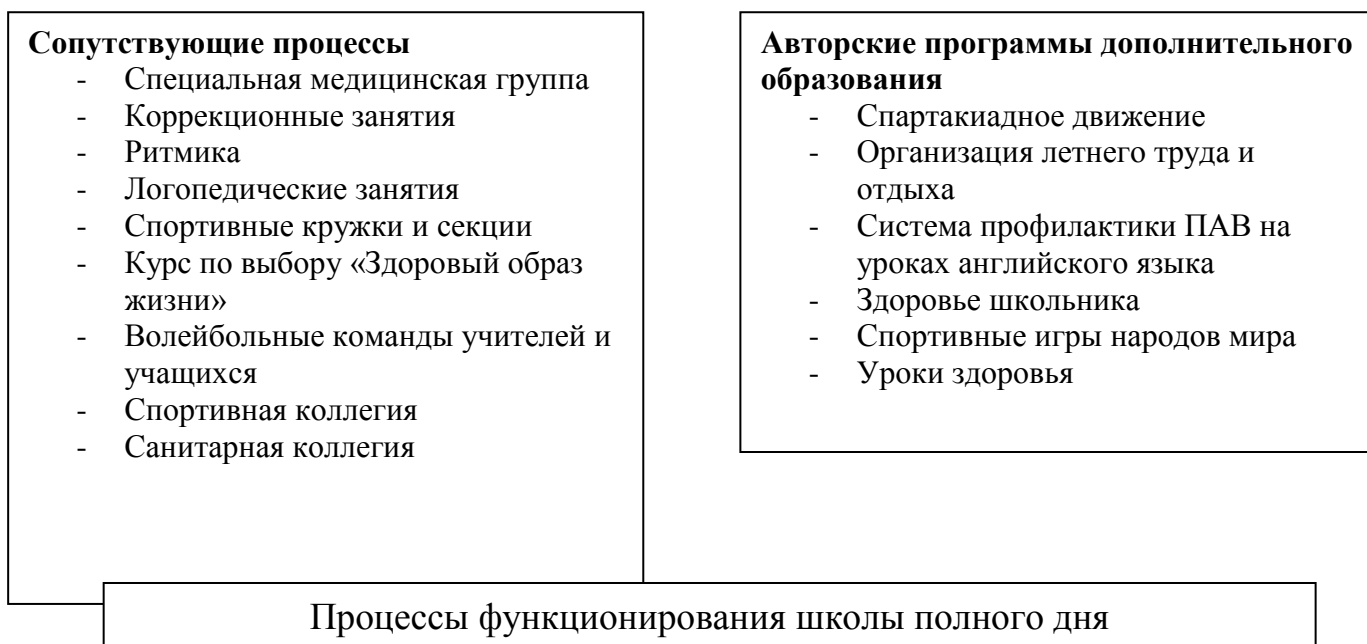 Сопутствующие процессы
- Специальная медицинская группа
- Коррекционные занятия
- Ритмика
- Логопедические занятия
- Спортивные кружки и секции
- Курс по выбору «Здоровый образ
жизни»
- Волейбольные команды учителей и
учащихся
- Спортивная коллегия
- Санитарная коллегия
Авторские программы дополнительного
образования
- Спартакиадное движение
- Организация летнего труда и
отдыха
- Система профилактики ПАВ на
уроках английского языка
- Здоровье школьника
- Спортивные игры народов мира
- Уроки здоровья
Процессы функционирования школы полного дня